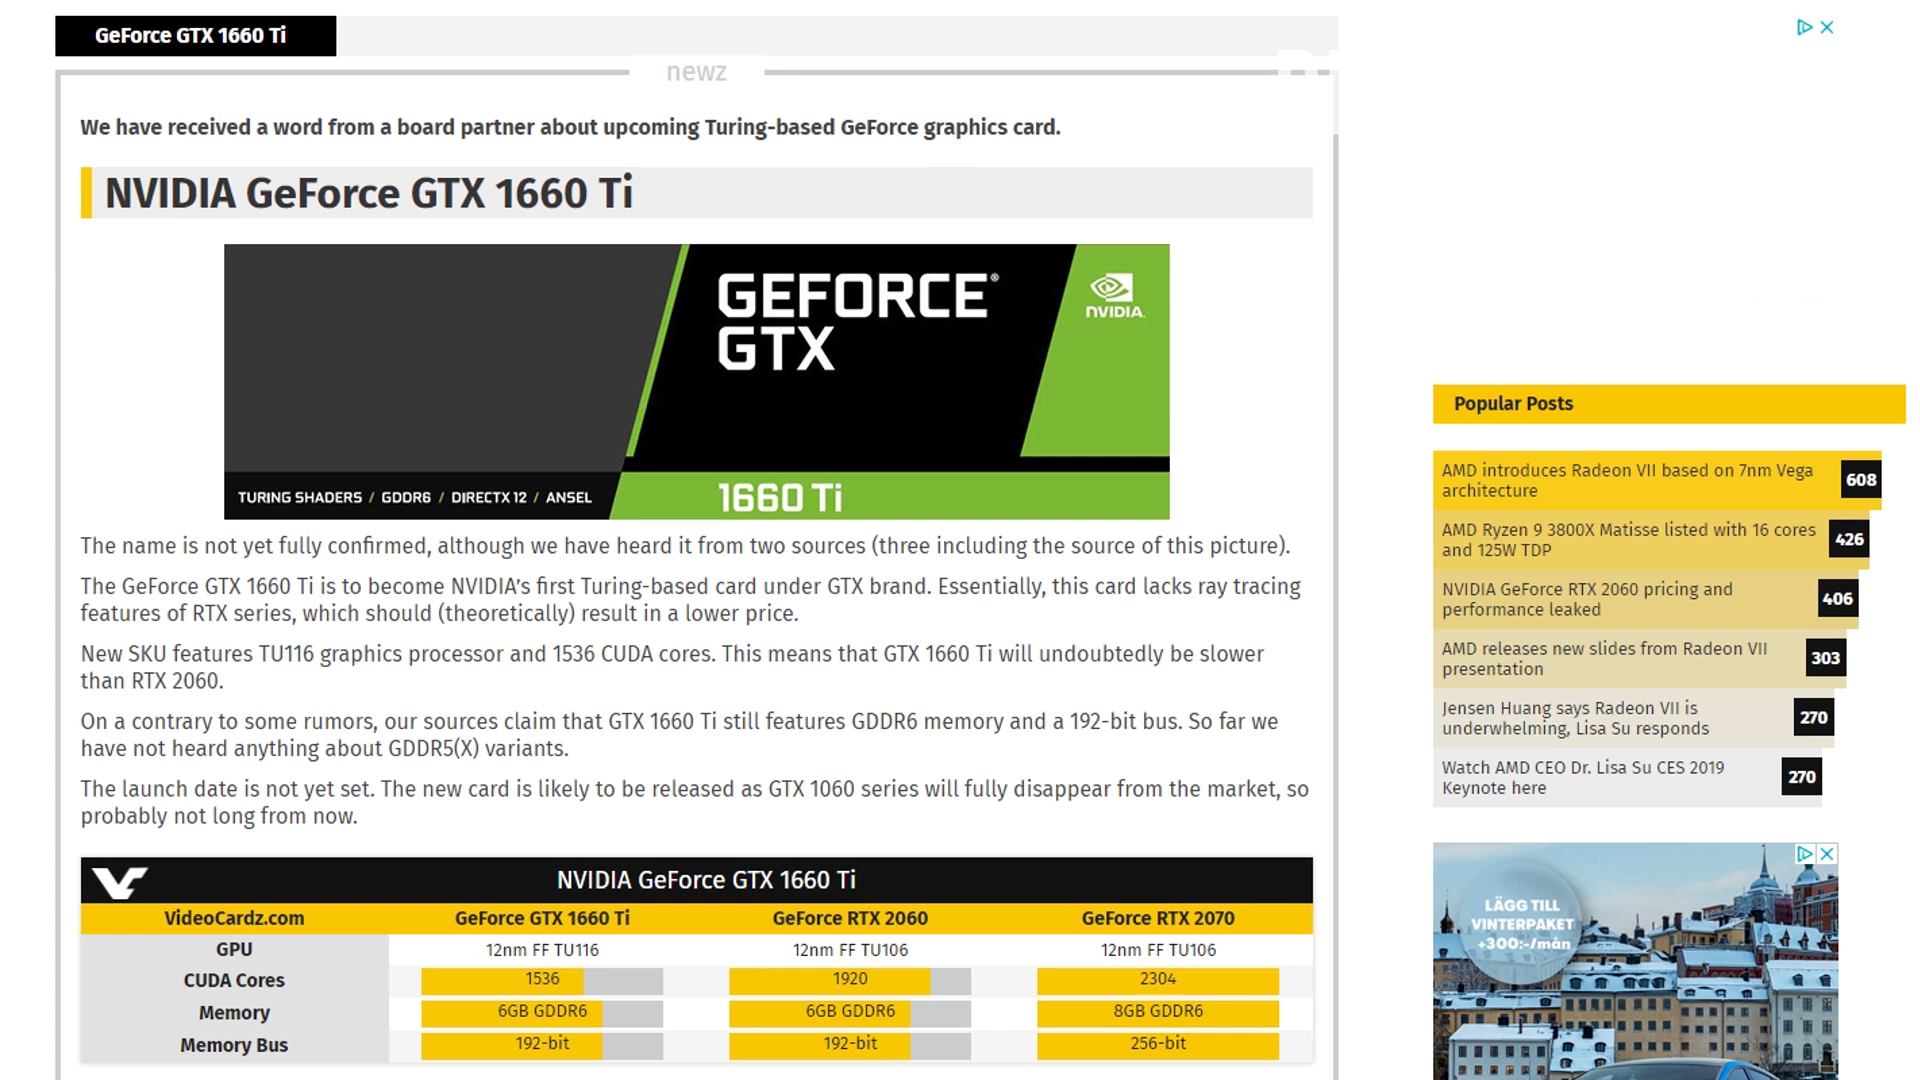 GeForce GTX 1660 Ti
newz
We have received a word from a board partner about upcoming Turing-based GeForce graphics card.
NVIDIA GeForce GTX 1660 Ti
GEFORCE®
GTX
NVIDIA.
TURING SHADERS / GDDR6 / DIRECTX 12 / ANSEL
1660 Ti
The name is not yet fully confirmed, although we have heard it from two sources (three including the source of this picture).
The GeForce GTX 1660 Ti is to become NVIDIA’s first Turing-based card under GTX brand. Essentially, this card lacks ray tracing
features of RTX series, which should (theoretically) result in a lower price.
New SKU features TU116 graphics processor and 1536 CUDA cores. This means that GTX 1660 Ti will undoubtedly be slower
than RTX 2060.
On a contrary to some rumors, our sources claim that GTX 1660 Ti still features GDDR6 memory and a 192-bit bus. So far we
have not heard anything about GDDR5(X) variants.
The launch date is not yet set. The new card is likely to be released as GTX 1060 series will fully disappear from the market, so
probably not long from now.
NVIDIA GeForce GTX 1660 Ti
VideoCardz.com GeForce GTX 1660 Ti GeForce RTX 2060 GeForce RTX 2070
GPU 12nm FF TU116 12nm FF TU106 12nm FF TU106
CUDA Cores 1536 1920 2304
Memory 6GB GDDR6 6GB GDDR6 8GB GDDR6
Memory Bus 192-bit 192-bit 256-bit
Popular Posts
AMD introduces Radeon VII based on 7nm Vega
architecture
608
AMD Ryzen 9 3800X Matisse listed with 16 cores
and 125W TDP
426
NVIDIA GeForce RTX 2060 pricing and
performance leaked
406
AMD releases new slides from Radeon VII
presentation
303
Jensen Huang says Radeon VII is
underwhelming, Lisa Su responds
270
Watch AMD CEO Dr. Lisa Su CES 2019
Keynote here
270
LÄGG TILL
VINTERPAKET
+300:-/mån